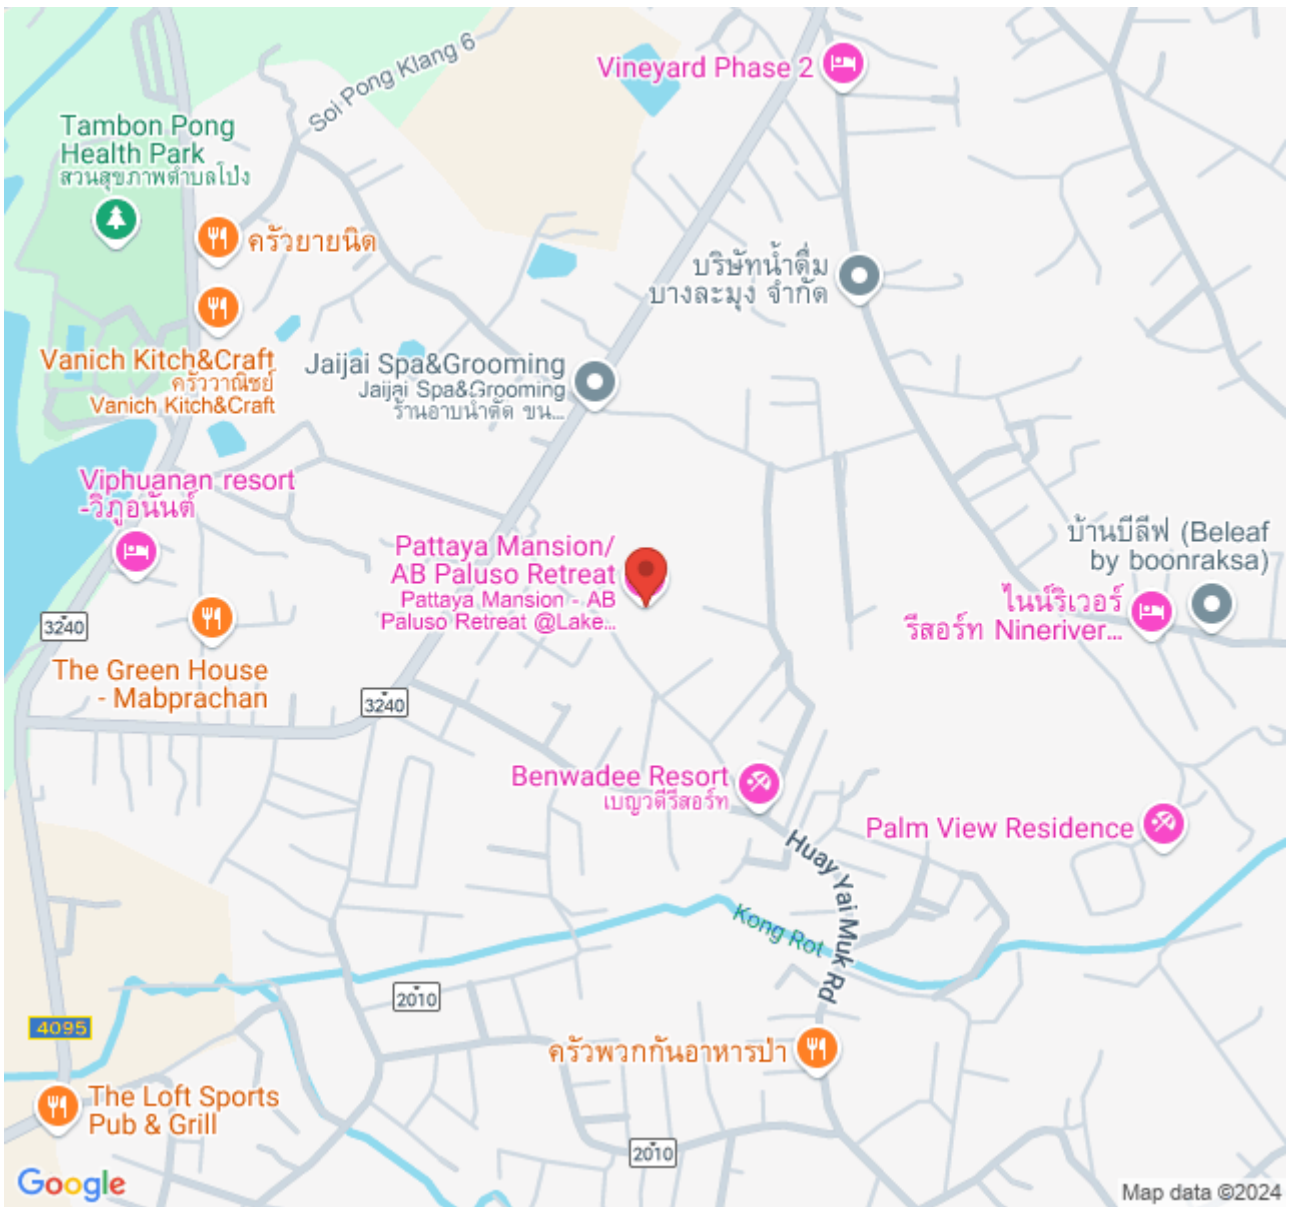 Soi Pong Klang 6
Vineyard Phase 2
Tambon Pong
Health Park
สวนสุขภาพตำบลโป่ง
ครัวยายนิด
บริษัทน้ำดื่ม
บางละมุง จำกัด
Vanich Kitch&Craft
ครัววาณิชย์
Vanich Kitch&Craft
Jaijai Spa&Grooming
Jaijai Spa&Grooming
ร้านอาบน้ำตัด ขน...
Viphuanan resort
-วิภูอนันต์
Pattaya Mansion/
AB Paluso Retreat
Pattaya Mansion - AB
Paluso Retreat @Lake...
บ้านบีลีฟ (Beleaf
by boonraksa)
ไนน์ริเวอร์
รีสอร์ท Nineriver...
3240
The Green House
- Mabprachan
3240
Benwadee Resort
เบญวดีรีสอร์ท
Palm View Residence
Huay Yai Muk Rd
Kong Rot
2010
4095
ครัวพวกกันอาหารป่า
The Loft Sports
Pub & Grill
2010
Google
Map data ©2024